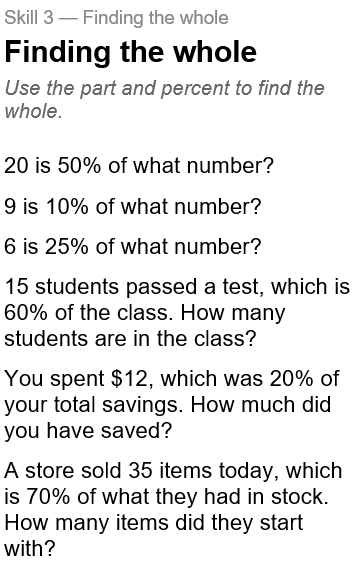 Skill 3 — Finding the whole
Finding the whole
Use the part and percent to find the
whole.
20 is 50% of what number?
9 is 10% of what number?
6 is 25% of what number?
15 students passed a test, which is
60% of the class. How many
students are in the class?
You spent $12, which was 20% of
your total savings. How much did
you have saved?
A store sold 35 items today, which
is 70% of what they had in stock.
How many items did they start
with?